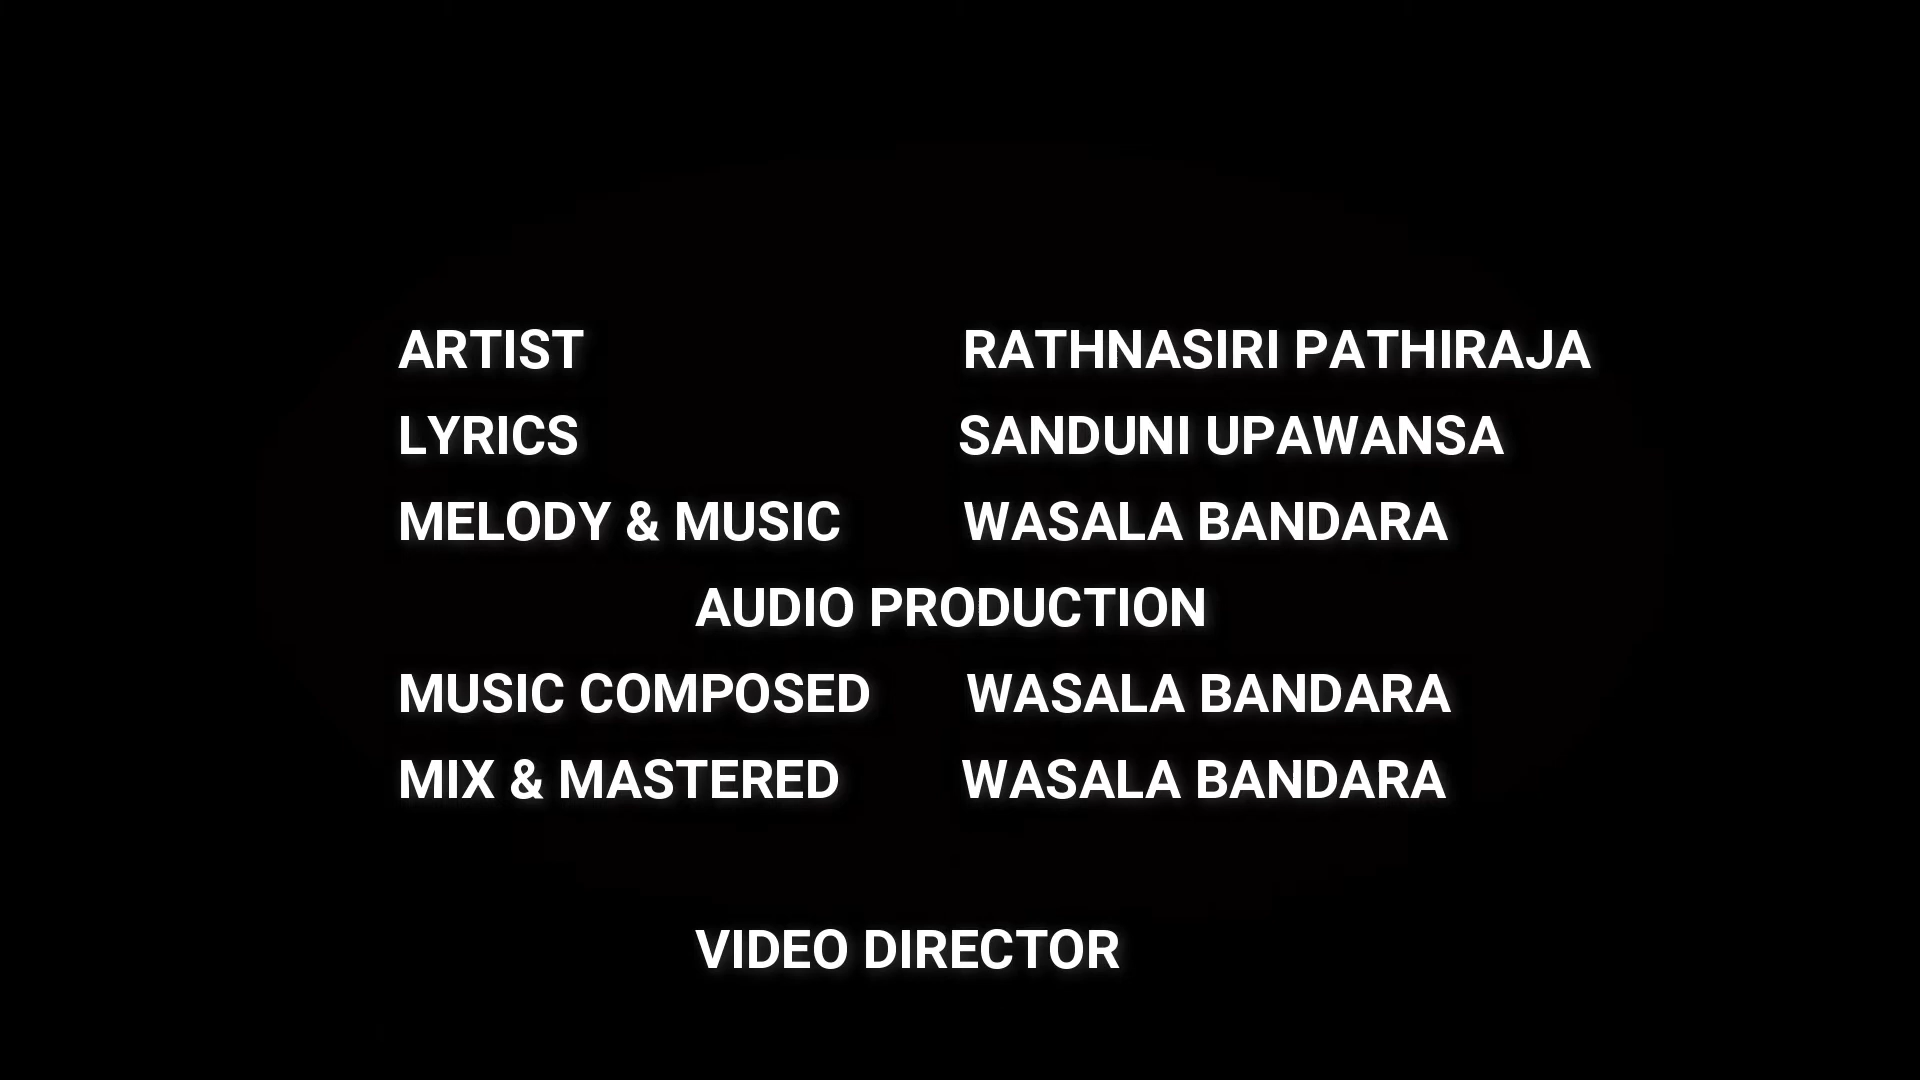 ARTIST RATHNASIRI PATHIRAJA
LYRICS SANDUNI UPAWANSA
MELODY & MUSIC WASALA BANDARA
AUDIO PRODUCTION
MUSIC COMPOSED WASALA BANDARA
MIX & MASTERED WASALA BANDARA
VIDEO DIRECTOR